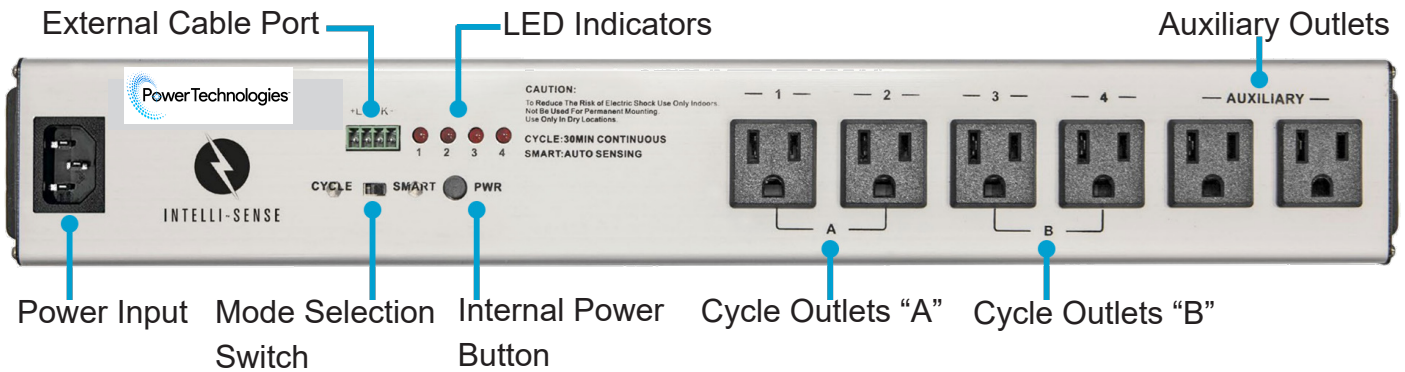 External Cable Port
LED Indicators
Auxiliary Outlets
PowerTechnologies
CAUTION:
To Reduce The Risk of Electric Shock Use Only Indoors.
Not Be Used For Permanent Mounting.
Use Only In Dry Locations.
CYCLE:30MIN CONTINUOUS
SMART:AUTO SENSING
1 2 3 4
CYCLE SMART PWR
INTELLI-SENSE
1 2 3 4 AUXILIARY
A B
Power Input
Mode Selection
Switch
Internal Power
Button
Cycle Outlets “A”
Cycle Outlets “B”